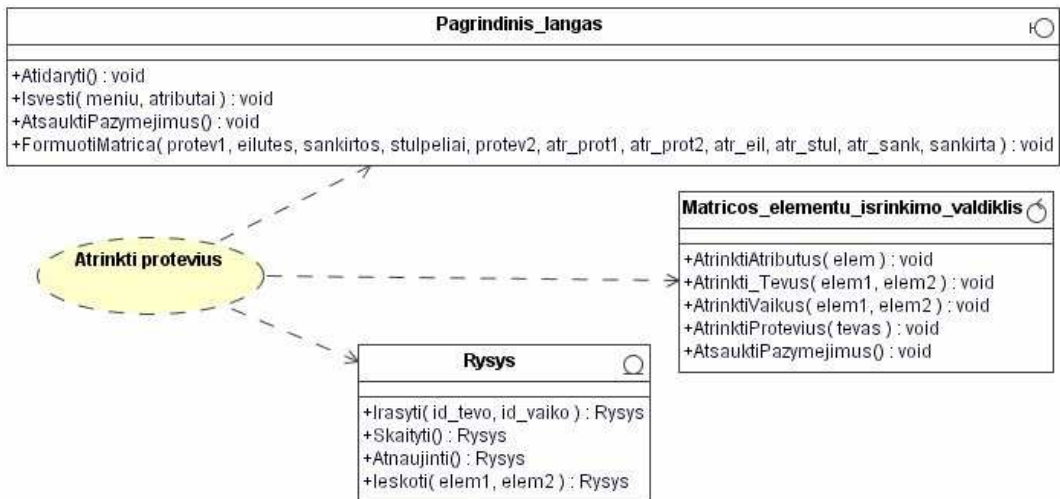 Pagrindinis_langas
+Atidaryti() : void
+Isvesti( meniu, atributai ) : void
+AtsauktiPazymejimus() : void
+FormuotiMatrica( protev1, eilutes, sankirtos, stulpeliai, protev2, atr_prot1, atr_prot2, atr_eil, atr_stul, atr_sank, sankirta ) : void
Atrinkti protevius
Matricos_elementu_isrinkimo_valdiklis
+AtrinktiAtributus( elem ) : void
+Atrinkti_Tevus( elem1, elem2 ) : void
+AtrinktiVaikus( elem1, elem2 ) : void
+AtrinktiProtevius( tevas ) : void
+AtsauktiPazymejimus() : void
Rysys
+Irasyti( id_tevo, id_vaiko ) : Rysys
+Skaityti() : Rysys
+Atnaujinti() : Rysys
+Ieskoti( elem1, elem2 ) : Rysys